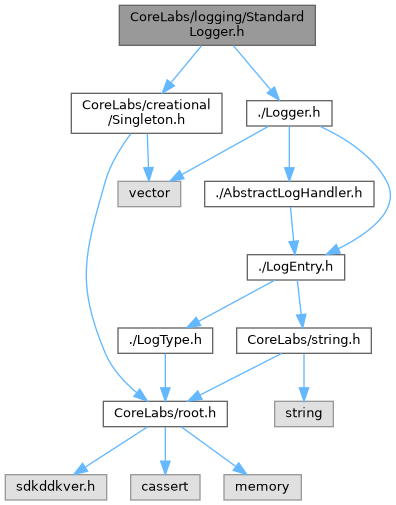 CoreLabs/logging/Standard
Logger.h
CoreLabs/creational
/Singleton.h
./Logger.h
vector
./AbstractLogHandler.h
./LogEntry.h
./LogType.h
CoreLabs/string.h
CoreLabs/root.h
string
sdkddkver.h
cassert
memory